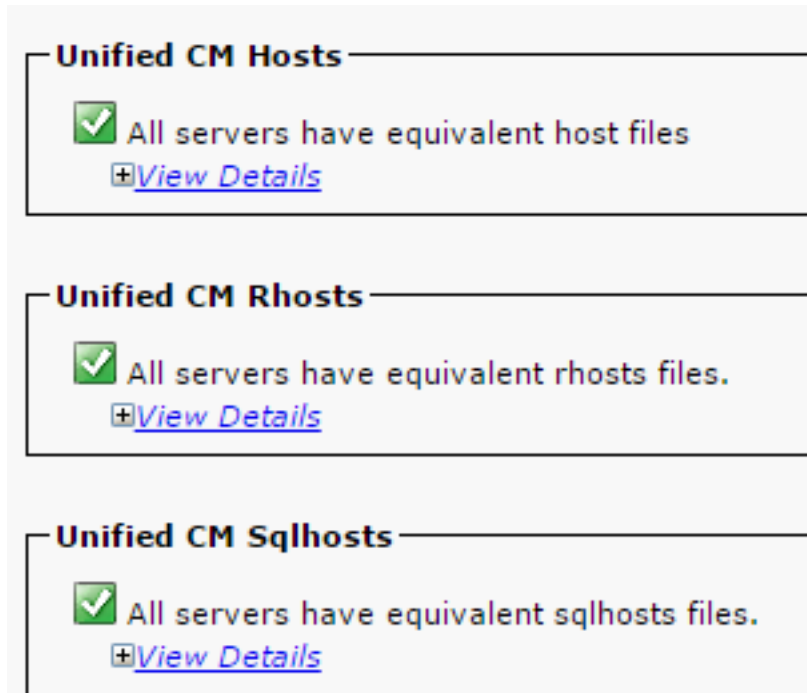 Unified CM Hosts
All servers have equivalent host files
View Details
Unified CM Rhosts
All servers have equivalent rhosts files.
View Details
Unified CM Sqlhosts
All servers have equivalent sqlhosts files.
View Details